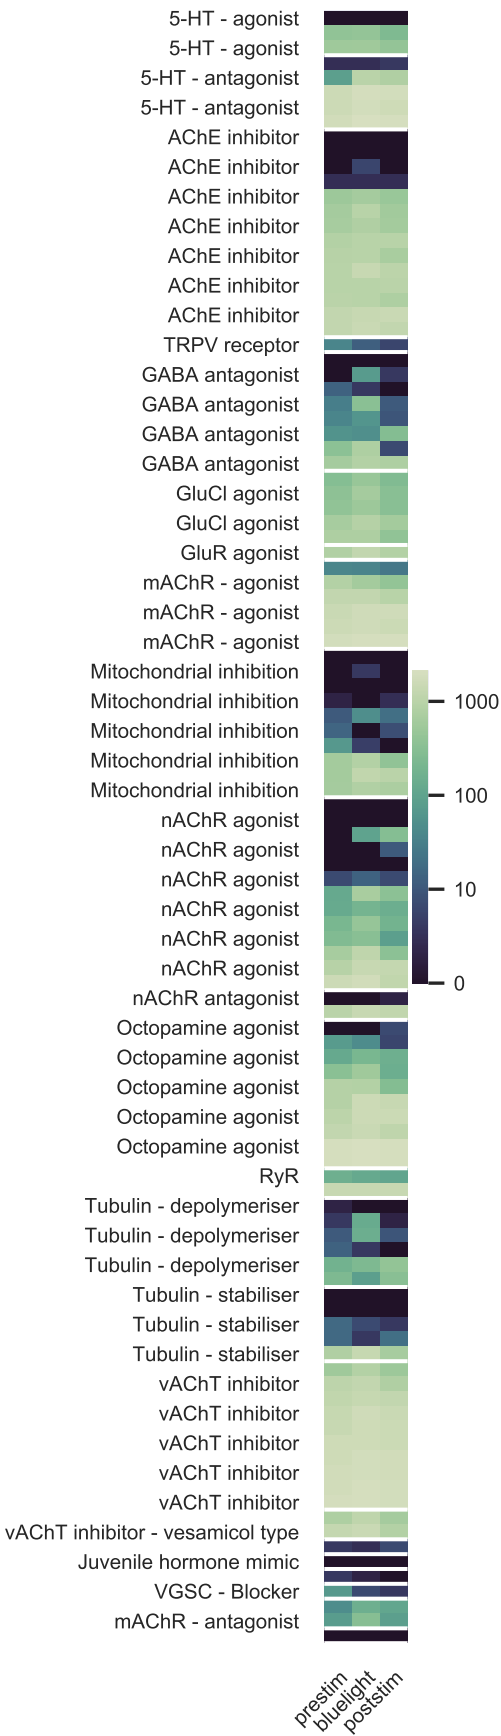 5-HT - agonist
5-HT - agonist
5-HT - antagonist
5-HT - antagonist
AChE inhibitor
AChE inhibitor
AChE inhibitor
AChE inhibitor
AChE inhibitor
AChE inhibitor
AChE inhibitor
TRPV receptor
GABA antagonist
GABA antagonist
GABA antagonist
GABA antagonist
GluCl agonist
GluCl agonist
GluR agonist
mAChR - agonist
mAChR - agonist
mAChR - agonist
Mitochondrial inhibition
Mitochondrial inhibition
Mitochondrial inhibition
Mitochondrial inhibition
Mitochondrial inhibition
nAChR agonist
nAChR agonist
nAChR agonist
nAChR agonist
nAChR agonist
nAChR agonist
nAChR antagonist
Octopamine agonist
Octopamine agonist
Octopamine agonist
Octopamine agonist
Octopamine agonist
RyR
Tubulin - depolymeriser
Tubulin - depolymeriser
Tubulin - depolymeriser
Tubulin - stabiliser
Tubulin - stabiliser
Tubulin - stabiliser
vAChT inhibitor
vAChT inhibitor
vAChT inhibitor
vAChT inhibitor
vAChT inhibitor
vAChT inhibitor - vesamicol type
Juvenile hormone mimic
VGSC - Blocker
mAChR - antagonist
1000
100
10
0
prestim
bluelight
poststim